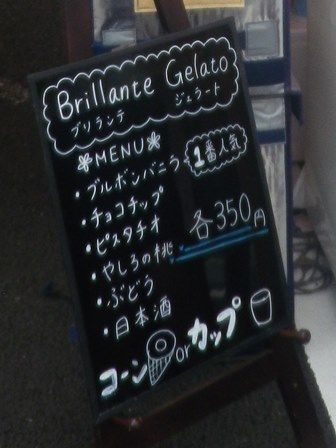 Brillante Gelato
ブリランテ ジェラート
MENU
・ブルボンバニラ 1番人気
・チョコチップ
・ピスタチオ
・やしろの桃
・ぶどう
・日本酒
各350円
コーン or カップ